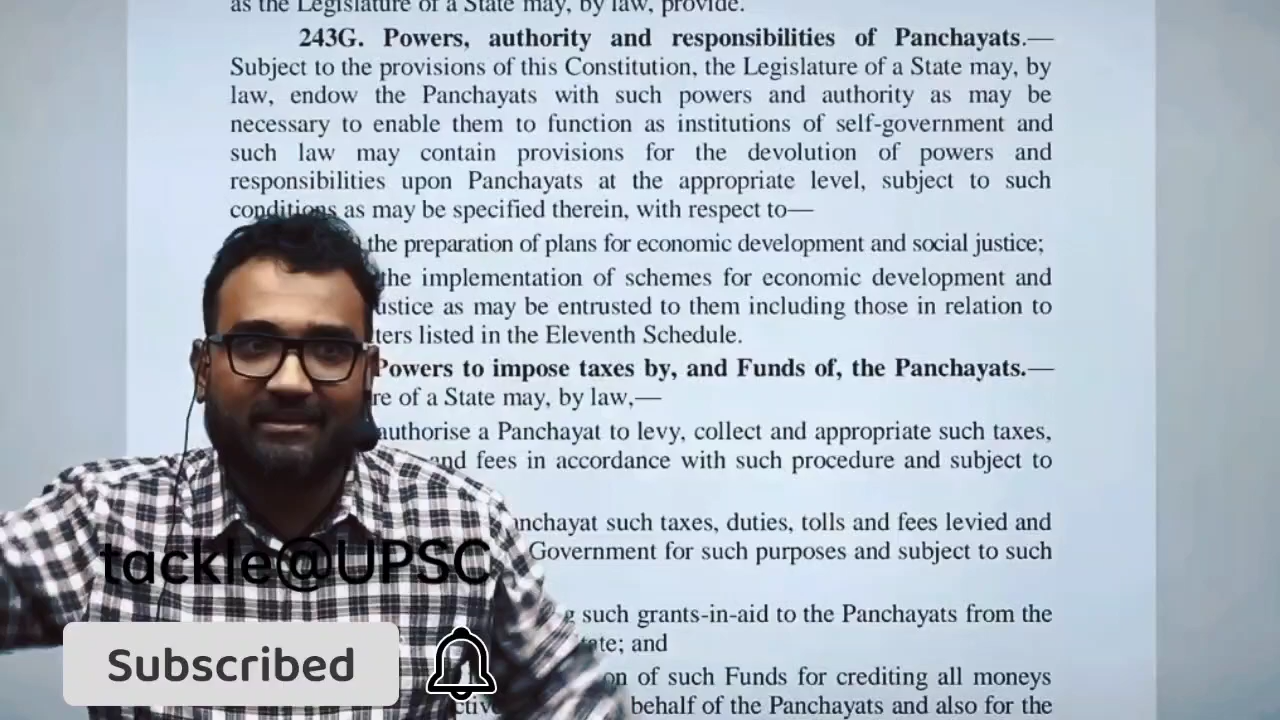 as the Legislature of a State may, by law, provide.
243G. Powers, authority and responsibilities of Panchayats.—
Subject to the provisions of this Constitution, the Legislature of a State may, by
law, endow the Panchayats with such powers and authority as may be
necessary to enable them to function as institutions of self-government and
such law may contain provisions for the devolution of powers and
responsibilities upon Panchayats at the appropriate level, subject to such
conditions as may be specified therein, with respect to—
the preparation of plans for economic development and social justice;
the implementation of schemes for economic development and
as may be entrusted to them including those in relation to
listed in the Eleventh Schedule.
Powers to impose taxes by, and Funds of, the Panchayats.—
of a State may, by law,—
authorise a Panchayat to levy, collect and appropriate such taxes,
and fees in accordance with such procedure and subject to
such taxes, duties, tolls and fees levied and
tackle@UPSC Government for such purposes and subject to such
such grants-in-aid to the Panchayats from the
and
Subscribed
of such Funds for crediting all moneys
behalf of the Panchayats and also for the